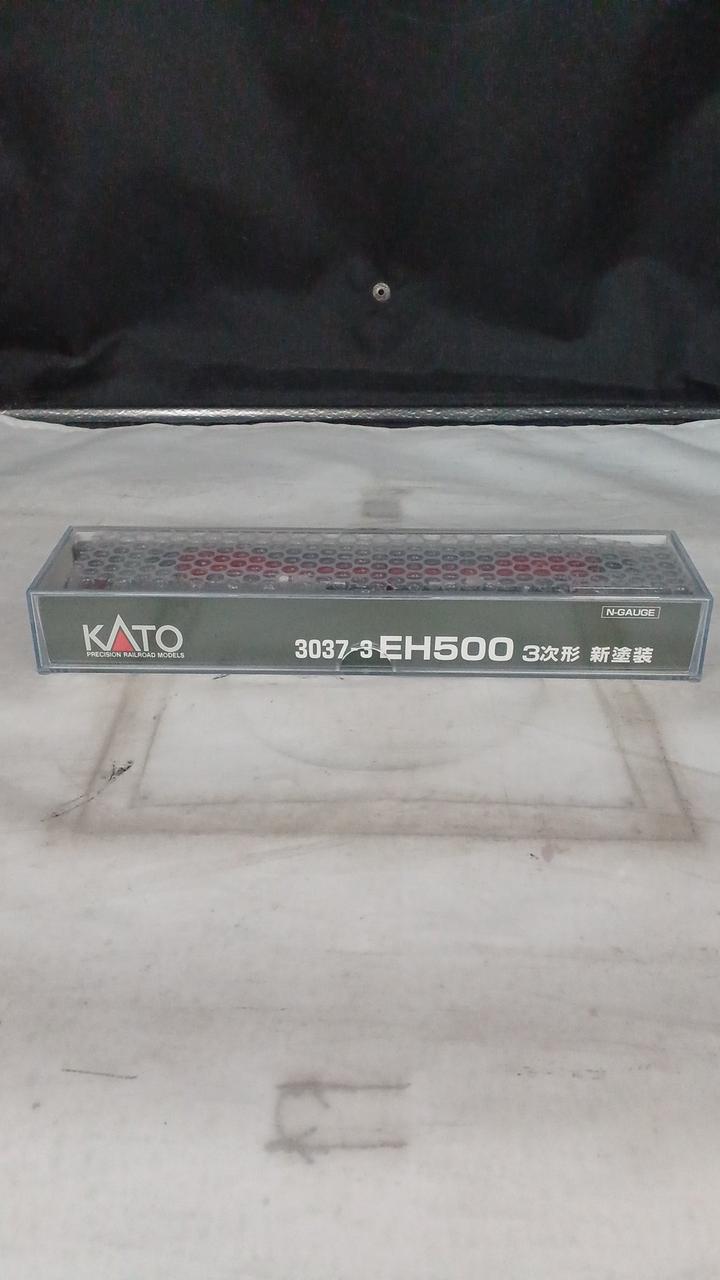 N-GAUGE
KATO
PRECISION RAILROAD MODELS
3037-3 EH500 3次形 新塗装